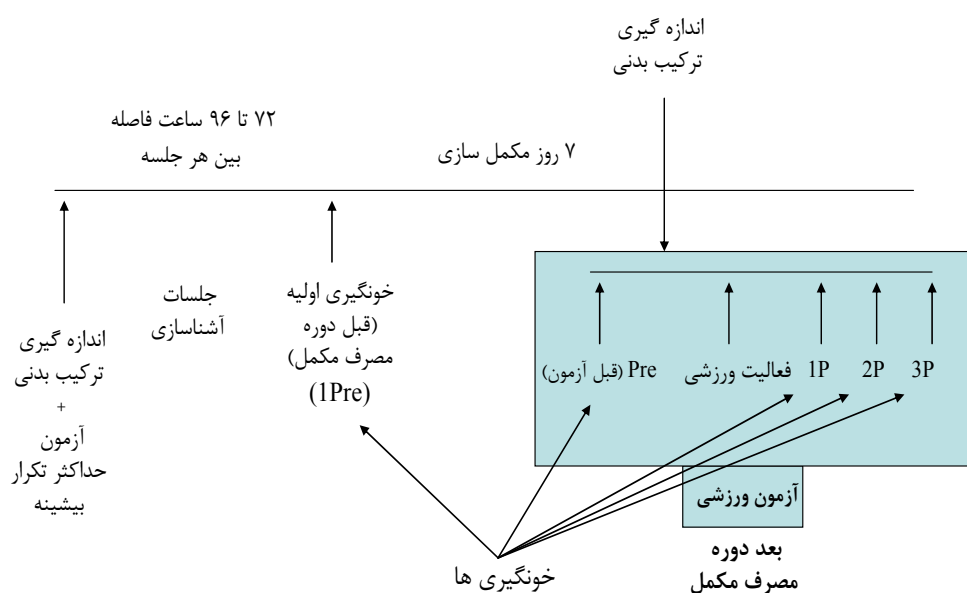 اندازه گیری
ترکیب بدنی
۷۲ تا ۹۶ ساعت فاصله
بین هر جلسه
۷ روز مکمل سازی
اندازه گیری
ترکیب بدنی
+
آزمون
حداکثر تکرار
بیشینه
جلسات
آشناسازی
خونگیری اولیه
(قبل دوره
مصرف مکمل)
(1Pre)
Pre (قبل آزمون)
فعالیت ورزشی
1P
2P
3P
آزمون ورزشی
بعد دوره
مصرف مکمل
خونگیری ها